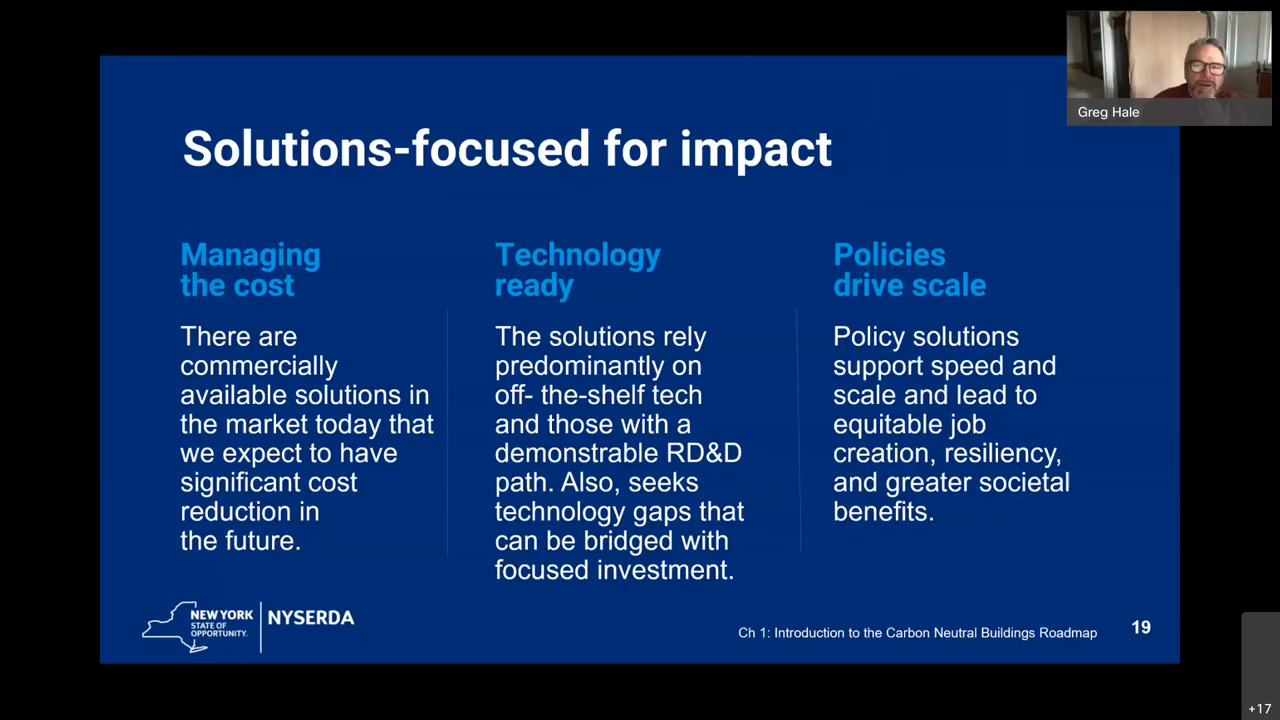 Greg Hale
Solutions-focused for impact
Managing
the cost
There are
commercially
available solutions in
the market today that
we expect to have
significant cost
reduction in
the future.
Technology
ready
The solutions rely
predominantly on
off- the-shelf tech
and those with a
demonstrable RD&D
path. Also, seeks
technology gaps that
can be bridged with
focused investment.
Policies
drive scale
Policy solutions
support speed and
scale and lead to
equitable job
creation, resiliency,
and greater societal
benefits.
NEW YORK
STATE OF
OPPORTUNITY.
NYSERDA
Ch 1: Introduction to the Carbon Neutral Buildings Roadmap
19
+17